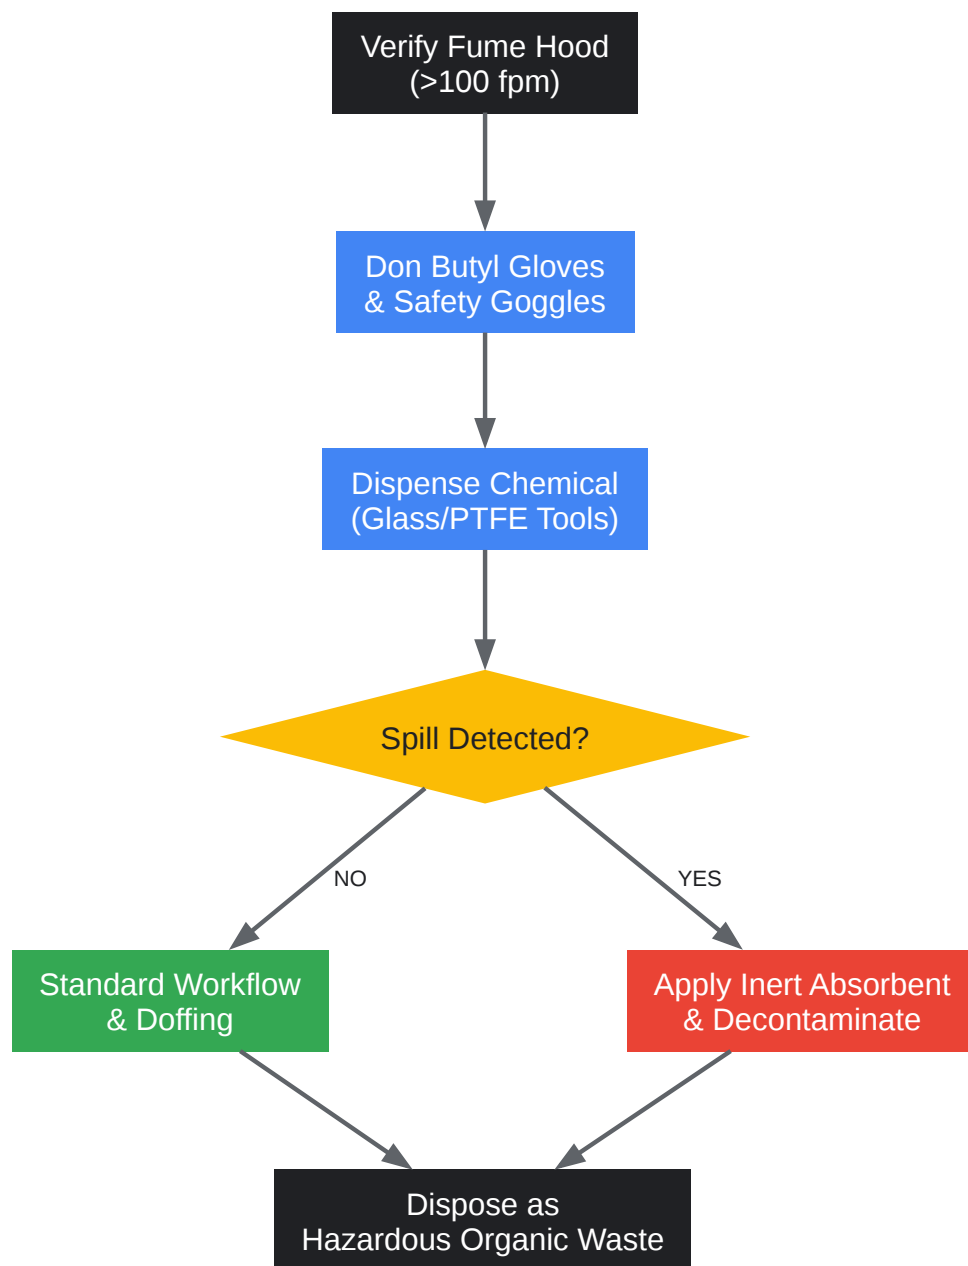 Verify Fume Hood
(>100 fpm)
Don Butyl Gloves
& Safety Goggles
Dispense Chemical
(Glass/PTFE Tools)
Spill Detected?
NO
YES
Standard Workflow
& Doffing
Apply Inert Absorbent
& Decontaminate
Dispose as
Hazardous Organic Waste